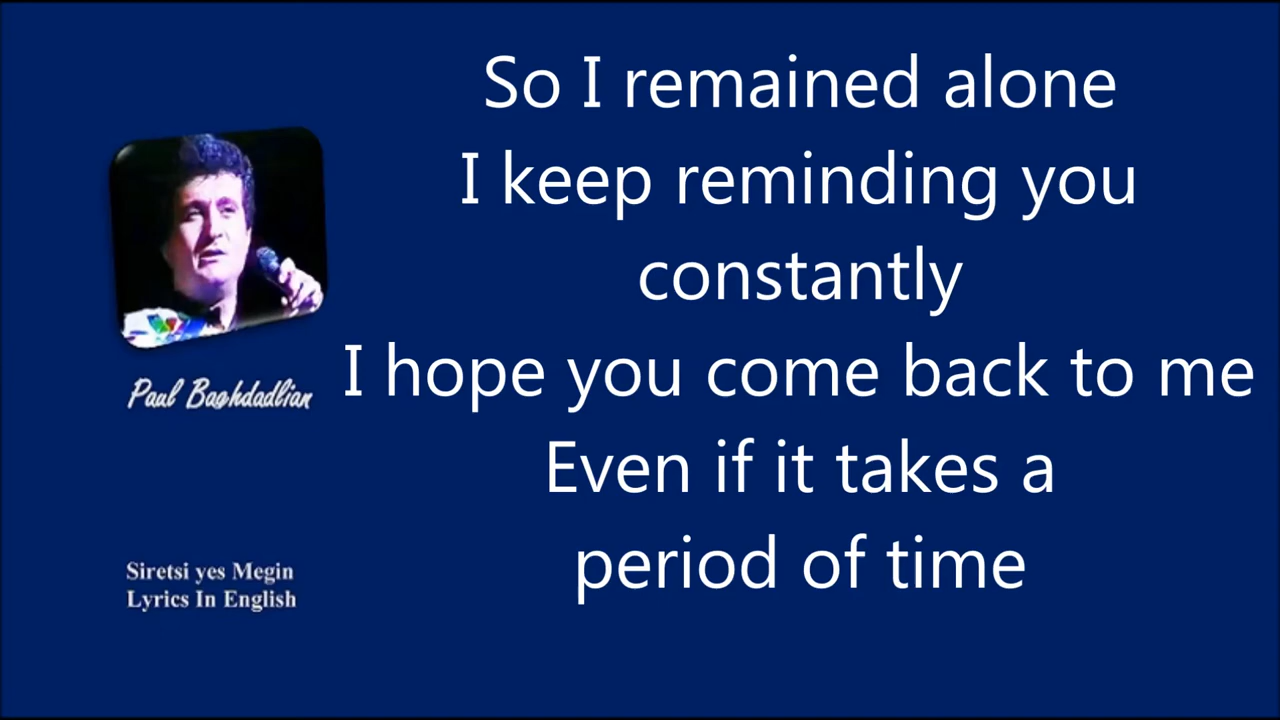 So I remained alone
I keep reminding you
constantly
I hope you come back to me
Even if it takes a
period of time
Paul Baghdadlian
Siretsi yes Megin
Lyrics In English